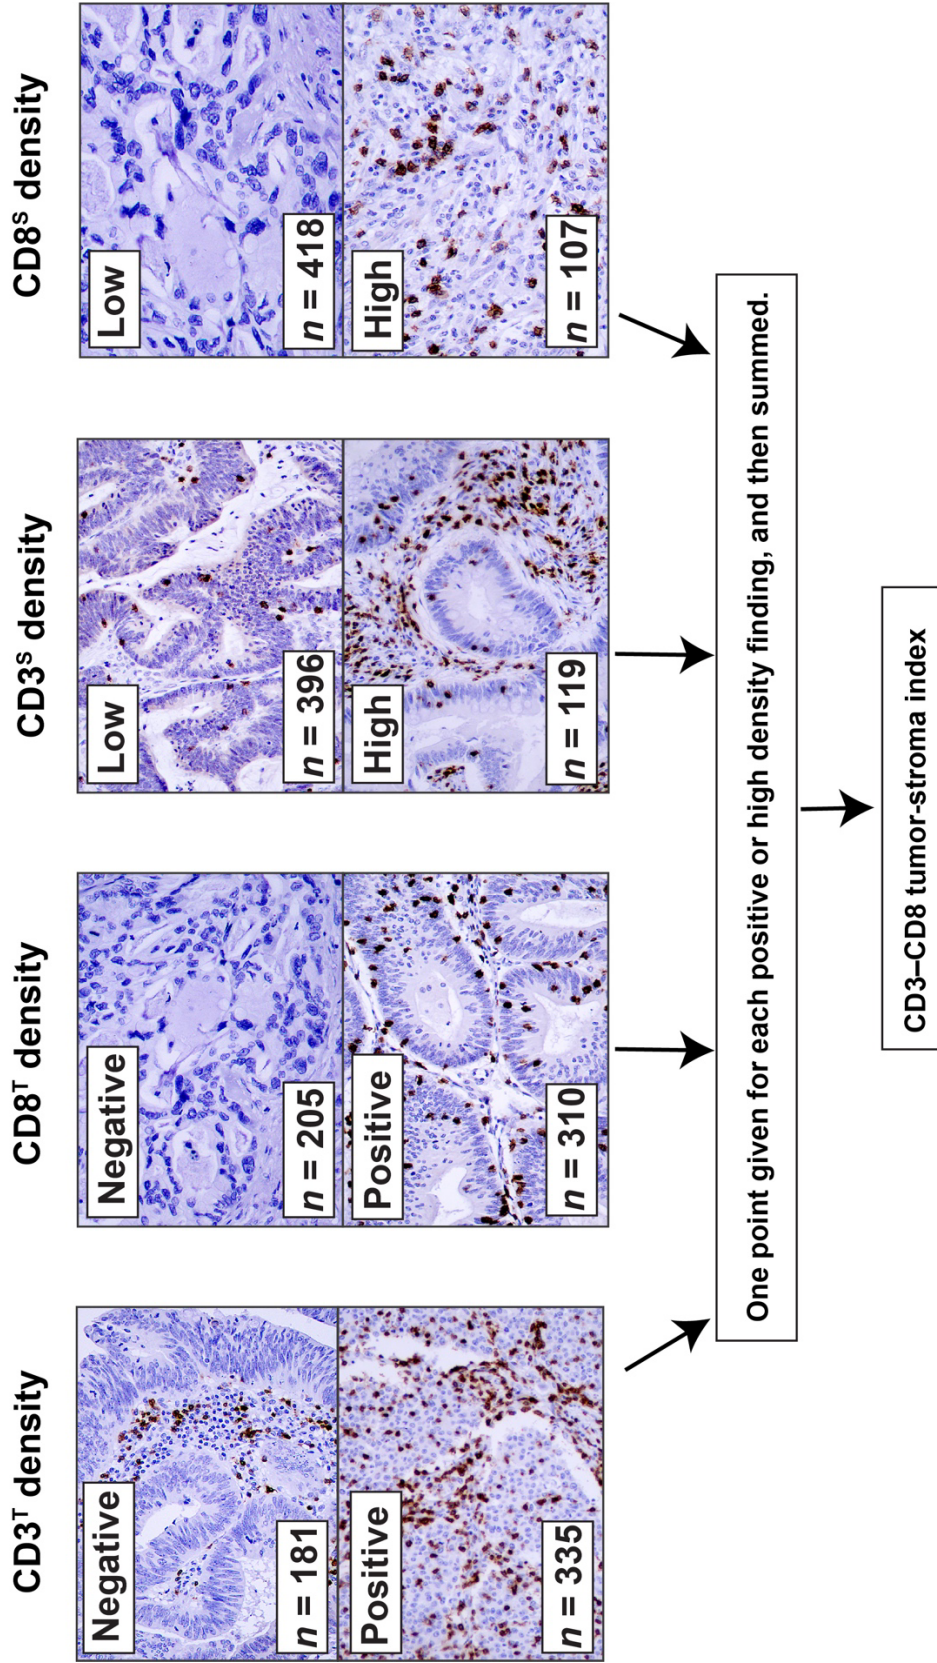 CD3ᵀ density
Negative
n = 181
Positive
n = 335
CD8ᵀ density
Negative
n = 205
Positive
n = 310
CD3ˢ density
Low
n = 396
High
n = 119
CD8ˢ density
Low
n = 418
High
n = 107
One point given for each positive or high density finding, and then summed.
CD3–CD8 tumor-stroma index